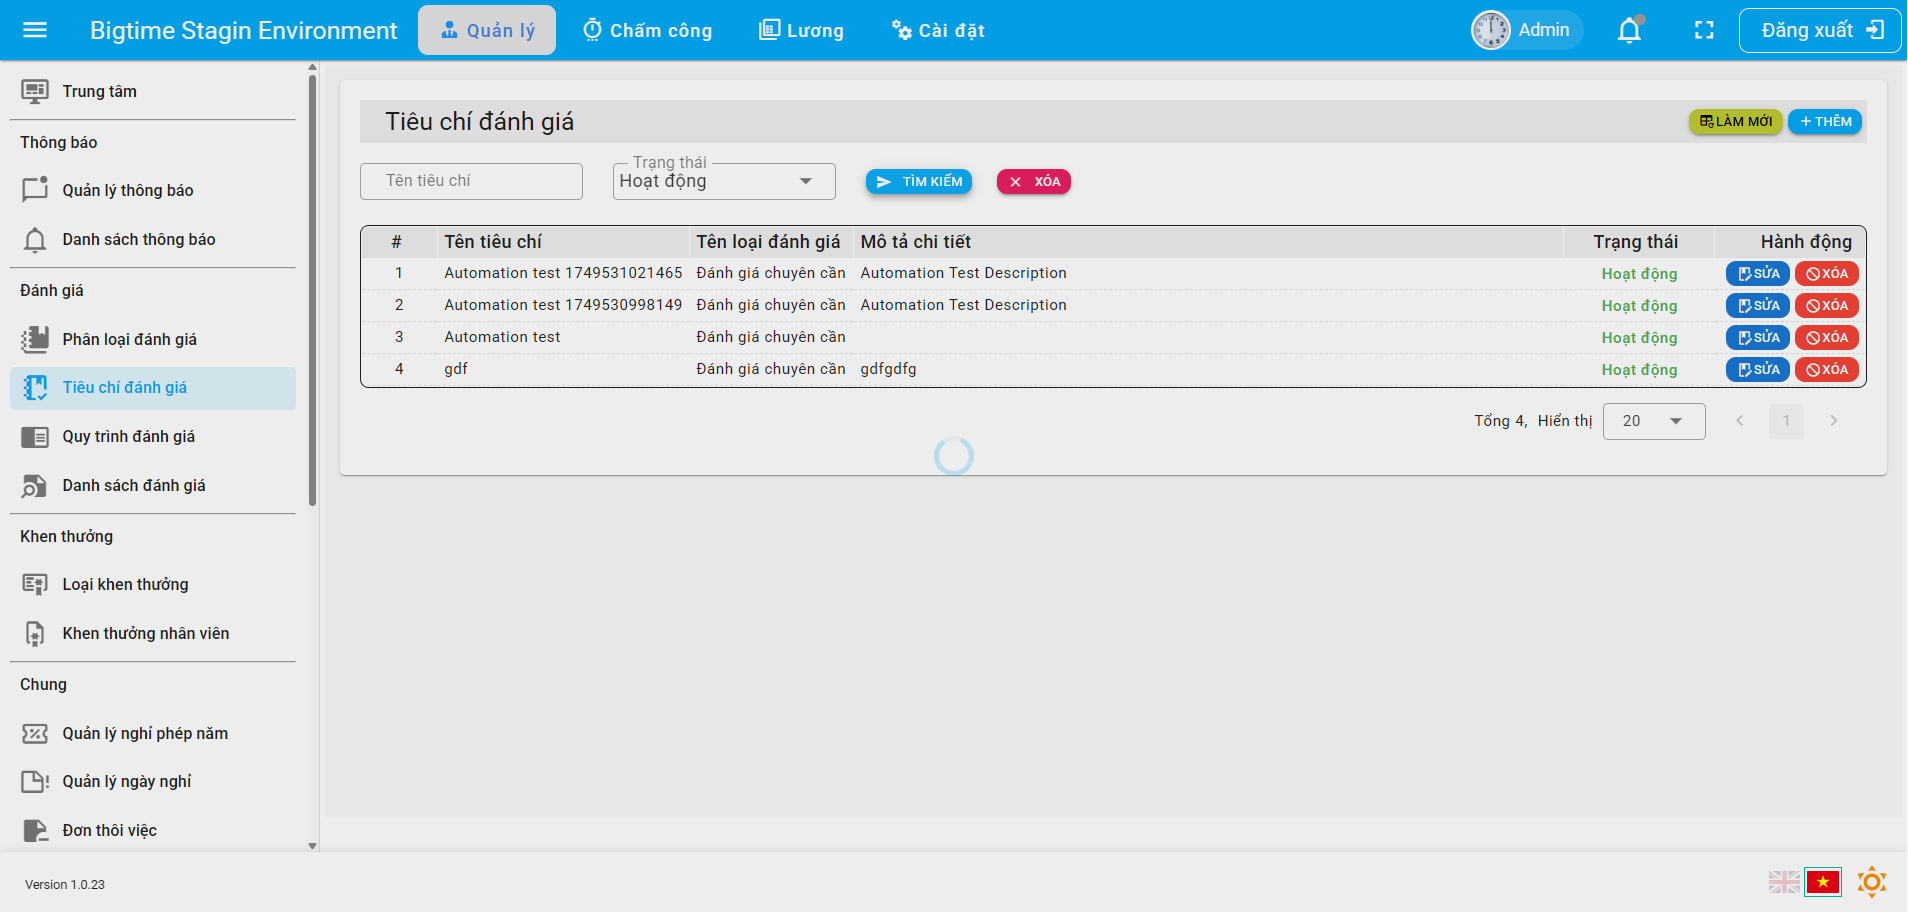 Bigtime Stagin Environment
Quản lý
Chấm công
Lương
Cài đặt
Admin
Đăng xuất
Trung tâm
Thông báo
Quản lý thông báo
Danh sách thông báo
Đánh giá
Phân loại đánh giá
Tiêu chí đánh giá
Quy trình đánh giá
Danh sách đánh giá
Khen thưởng
Loại khen thưởng
Khen thưởng nhân viên
Chung
Quản lý nghỉ phép năm
Quản lý ngày nghỉ
Đơn thôi việc
Tiêu chí đánh giá
LÀM MỚI
THÊM
Tên tiêu chí
Trạng thái
Hoạt động
TÌM KIẾM
XÓA
# Tên tiêu chí Tên loại đánh giá Mô tả chi tiết Trạng thái Hành động
1 Automation test 1749531021465 Đánh giá chuyên cần Automation Test Description Hoạt động SỬA XÓA
2 Automation test 1749530998149 Đánh giá chuyên cần Automation Test Description Hoạt động SỬA XÓA
3 Automation test Đánh giá chuyên cần Hoạt động SỬA XÓA
4 gdf Đánh giá chuyên cần gdfgdfg Hoạt động SỬA XÓA
Tổng 4, Hiển thị 20 1
Version 1.0.23